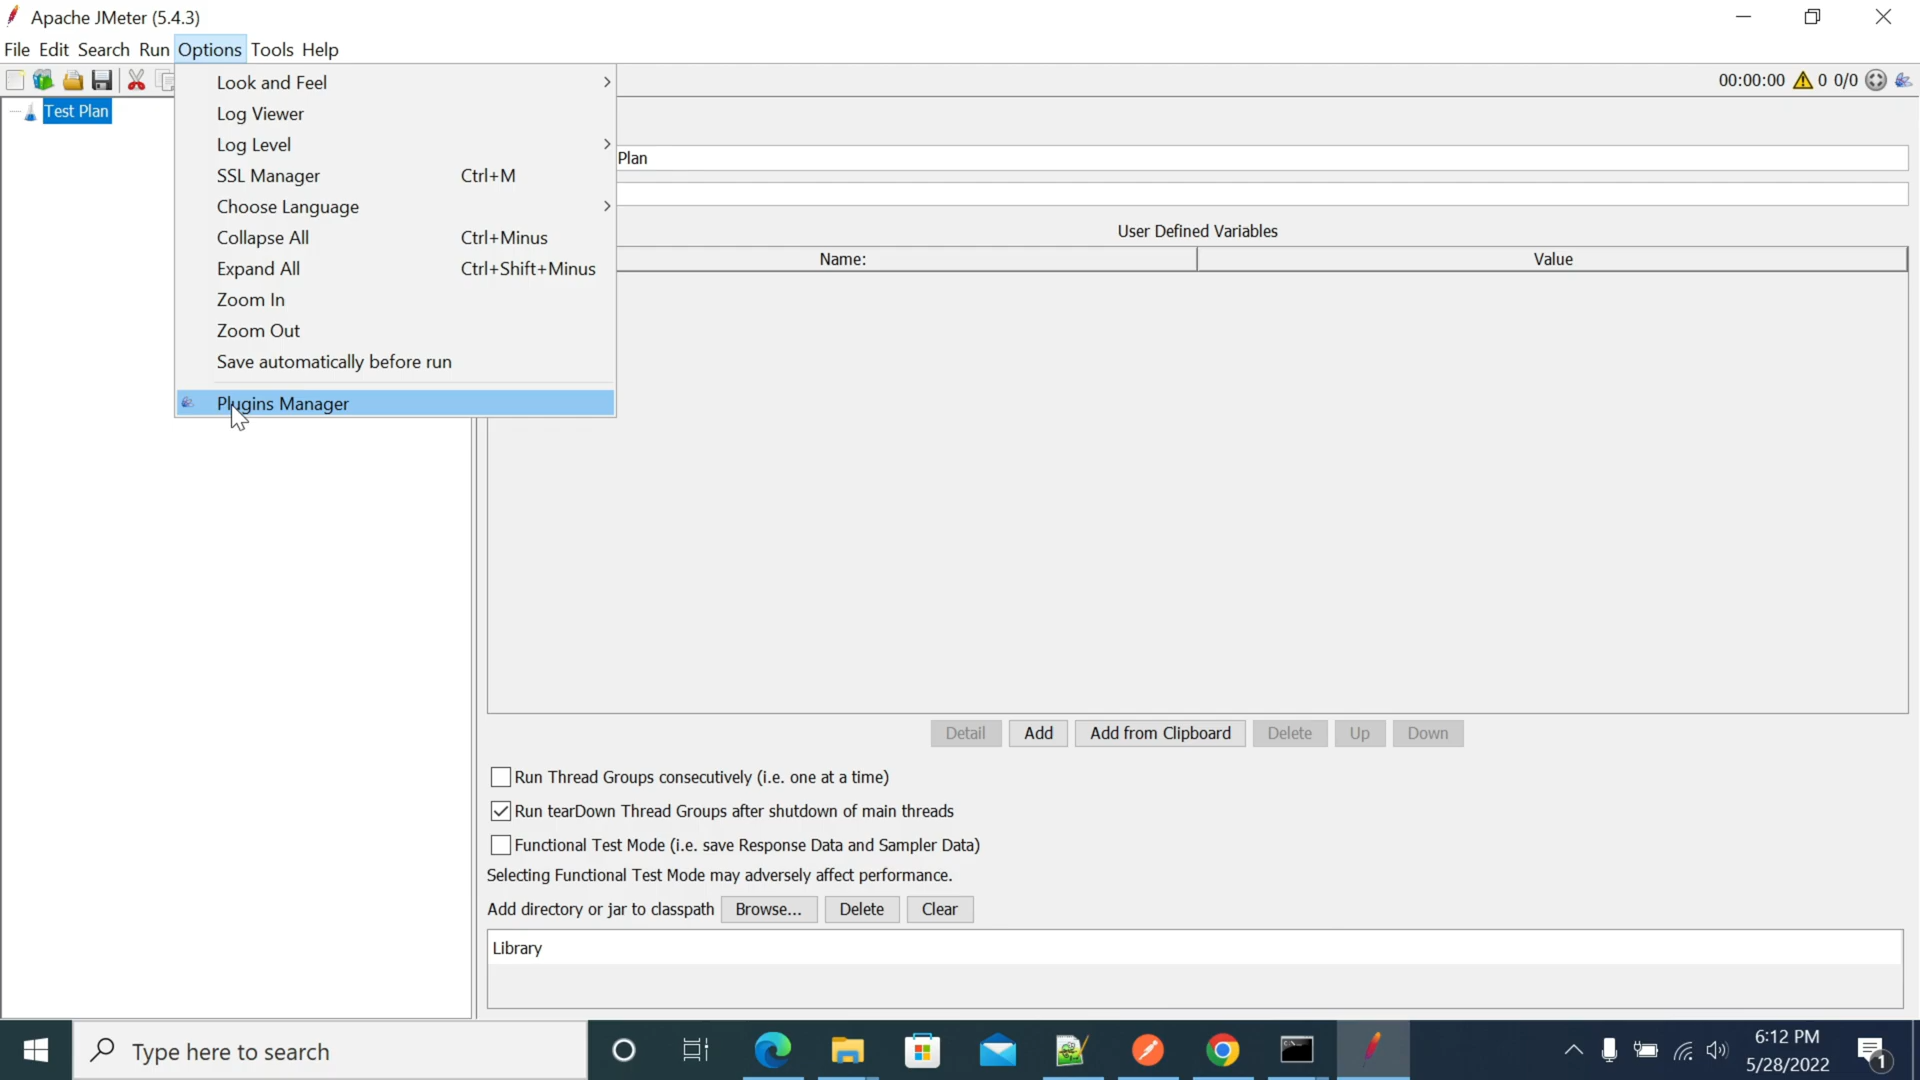 Apache JMeter (5.4.3)
File Edit Search Run Options Tools Help
00:00:00 0 0/0
Look and Feel
Log Viewer
Log Level
SSL Manager Ctrl+M
Choose Language
Collapse All Ctrl+Minus
Expand All Ctrl+Shift+Minus
Zoom In
Zoom Out
Save automatically before run
Plugins Manager
Test Plan
Plan
User Defined Variables
Name: Value
Detail Add Add from Clipboard Delete Up Down
Run Thread Groups consecutively (i.e. one at a time)
Run tearDown Thread Groups after shutdown of main threads
Functional Test Mode (i.e. save Response Data and Sampler Data)
Selecting Functional Test Mode may adversely affect performance.
Add directory or jar to classpath Browse... Delete Clear
Library
Type here to search
6:12 PM
5/28/2022
1